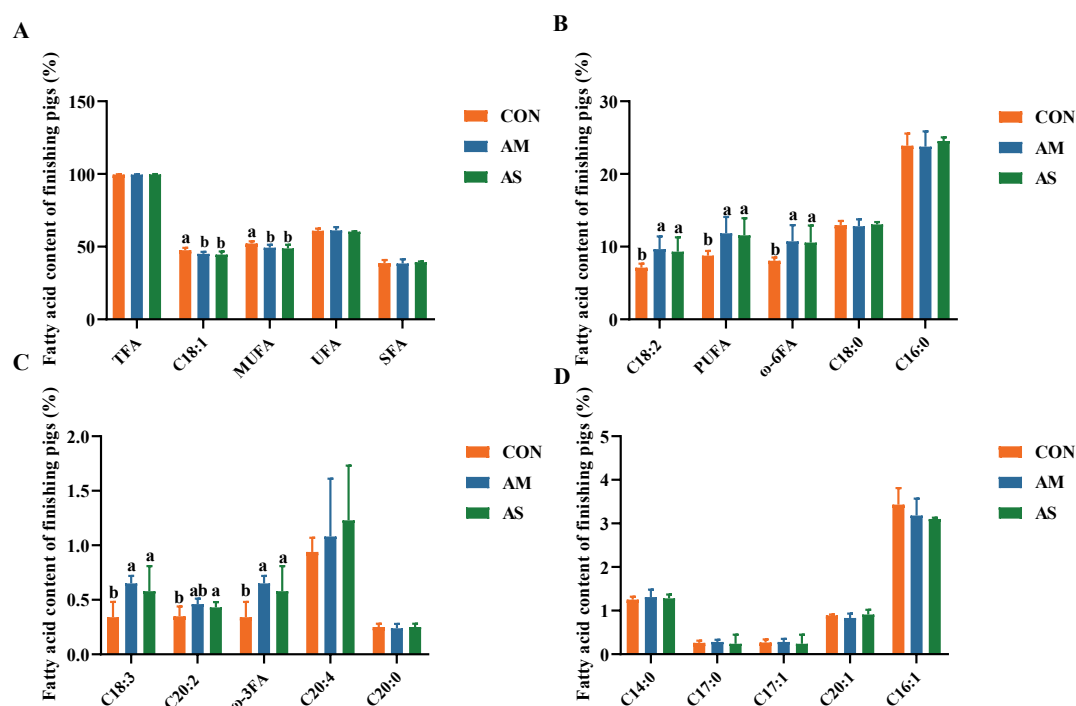 A
Fatty acid content of finishing pigs (%)
150
100
50
0
a
b
b
a
b
b
TFA
C18:1
MUFA
UFA
SFA
CON
AM
AS
B
Fatty acid content of finishing pigs (%)
30
20
10
0
b
a
a
b
a
a
b
a
a
C18:2
PUFA
ω-6FA
C18:0
C16:0
CON
AM
AS
C
Fatty acid content of finishing pigs (%)
2.0
1.5
1.0
0.5
0.0
b
a
a
b
ab
a
b
a
a
C18:3
C20:2
ω-3FA
C20:4
C20:0
CON
AM
AS
D
Fatty acid content of finishing pigs (%)
5
4
3
2
1
0
C14:0
C17:0
C17:1
C20:1
C16:1
CON
AM
AS